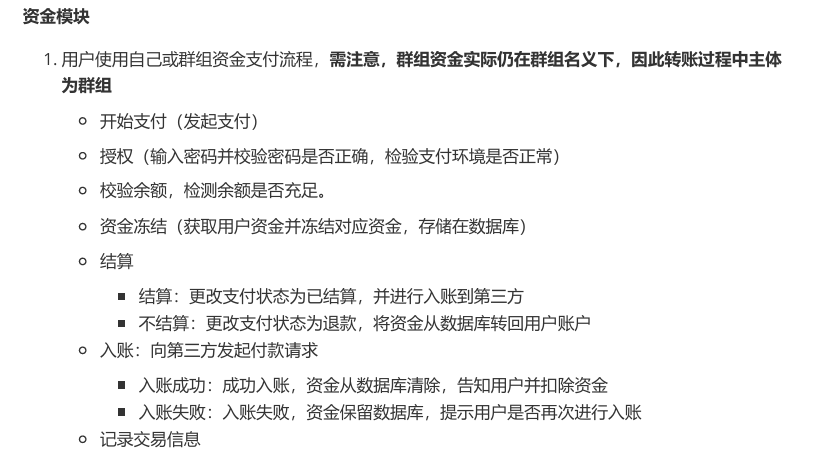 资金模块
1. 用户使用自己或群组资金支付流程，需注意，群组资金实际仍在群组名义下，因此转账过程中主体
为群组
开始支付（发起支付）
授权（输入密码并校验密码是否正确，检验支付环境是否正常）
校验余额，检测余额是否充足。
资金冻结（获取用户资金并冻结对应资金，存储在数据库）
结算
结算：更改支付状态为已结算，并进行入账到第三方
不结算：更改支付状态为退款，将资金从数据库转回用户账户
入账：向第三方发起付款请求
入账成功：成功入账，资金从数据库清除，告知用户并扣除资金
入账失败：入账失败，资金保留数据库，提示用户是否再次进行入账
记录交易信息